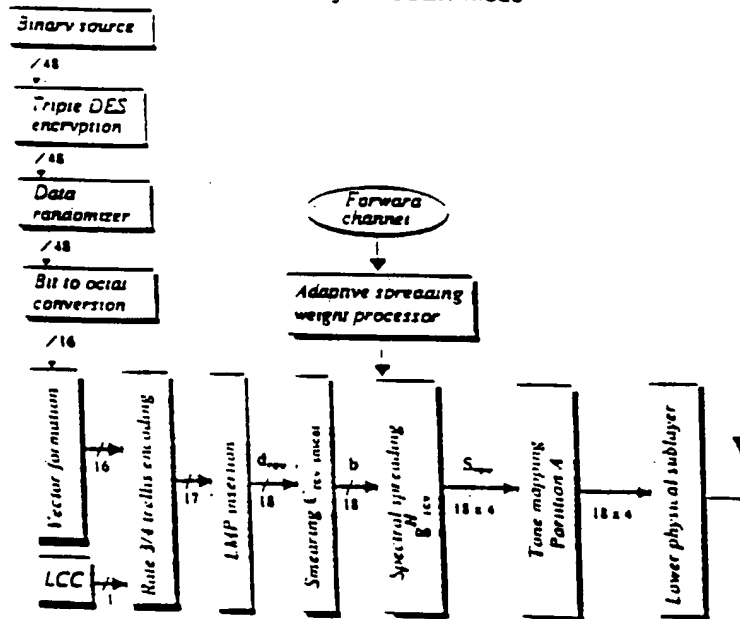 Binary source
/48
Triple DES
encryption
/48
Data
randomizer
/48
Bit to octal
conversion
/16
Forward
channel
Adaptive spreading
weight processor
Vector formation
16
LCC
1
Rate 3/4 trellis encoding
17
LMP insertion
d
18
Smearing
b
18
Spectral spreading
H
S
18 x 4
Tone mapping
Partition A
18 x 4
Lower physical sublayer